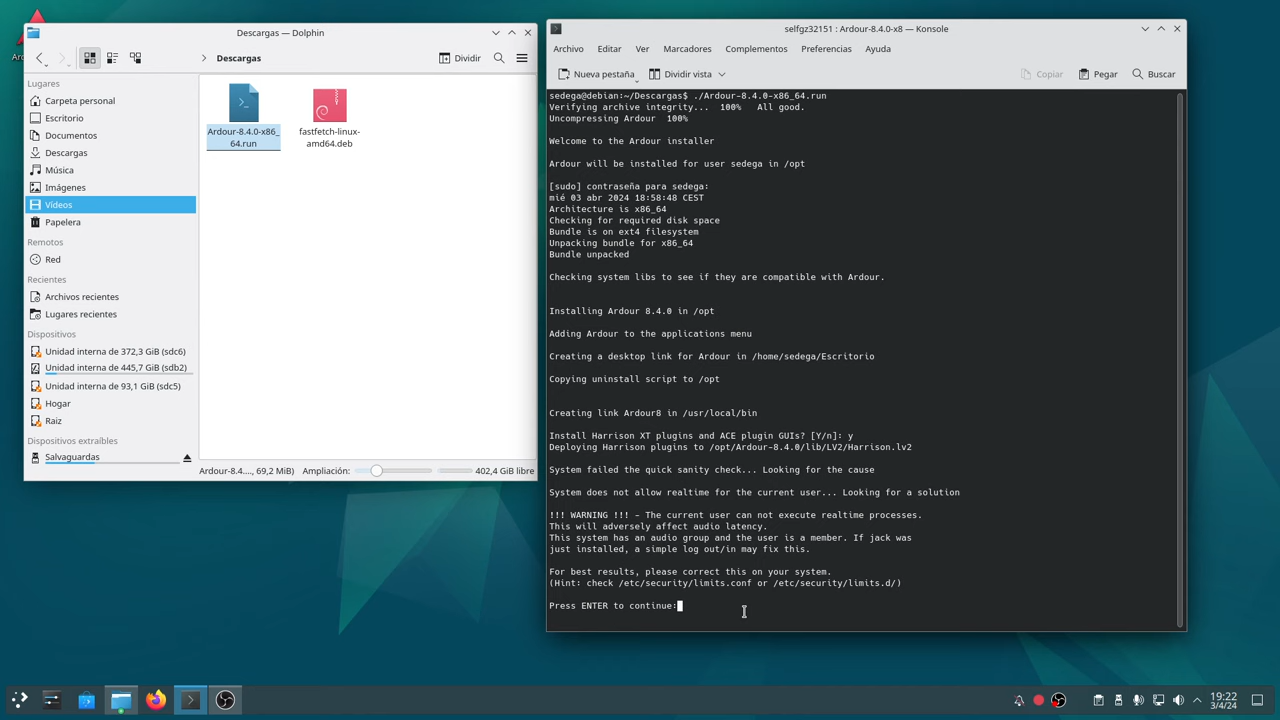 Descargas — Dolphin
Dividir
Descargas
Lugares
Carpeta personal
Escritorio
Documentos
Descargas
Música
Imágenes
Vídeos
Papelera
Remotos
Red
Recientes
Archivos recientes
Lugares recientes
Dispositivos
Unidad interna de 372,3 GiB (sdc6)
Unidad interna de 445,7 GiB (sdb2)
Unidad interna de 93,1 GiB (sdc5)
Hogar
Raiz
Dispositivos extraíbles
Salvaguardas
Ardour-8.4.0-x86_
64.run
fastfetch-linux-
amd64.deb
Ardour-8.4...., 69,2 MiB)
Ampliación:
402,4 GiB libre
selfgz32151 : Ardour-8.4.0-x8 — Konsole
Archivo Editar Ver Marcadores Complementos Preferencias Ayuda
Nueva pestaña Dividir vista Copiar Pegar Buscar
sedega@debian:~/Descargas$ ./Ardour-8.4.0-x86_64.run
Verifying archive integrity... 100% All good.
Uncompressing Ardour 100%
Welcome to the Ardour installer
Ardour will be installed for user sedega in /opt
[sudo] contraseña para sedega:
mié 03 abr 2024 18:58:48 CEST
Architecture is x86_64
Checking for required disk space
Bundle is on ext4 filesystem
Unpacking bundle for x86_64
Bundle unpacked
Checking system libs to see if they are compatible with Ardour.
Installing Ardour 8.4.0 in /opt
Adding Ardour to the applications menu
Creating a desktop link for Ardour in /home/sedega/Escritorio
Copying uninstall script to /opt
Creating link Ardour8 in /usr/local/bin
Install Harrison XT plugins and ACE plugin GUIs? [Y/n]: y
Deploying Harrison plugins to /opt/Ardour-8.4.0/lib/LV2/Harrison.lv2
System failed the quick sanity check... Looking for the cause
System does not allow realtime for the current user... Looking for a solution
!!! WARNING !!! - The current user can not execute realtime processes.
This will adversely affect audio latency.
This system has an audio group and the user is a member. If jack was
just installed, a simple log out/in may fix this.
For best results, please correct this on your system.
(Hint: check /etc/security/limits.conf or /etc/security/limits.d/)
Press ENTER to continue:
19:22
3/4/24